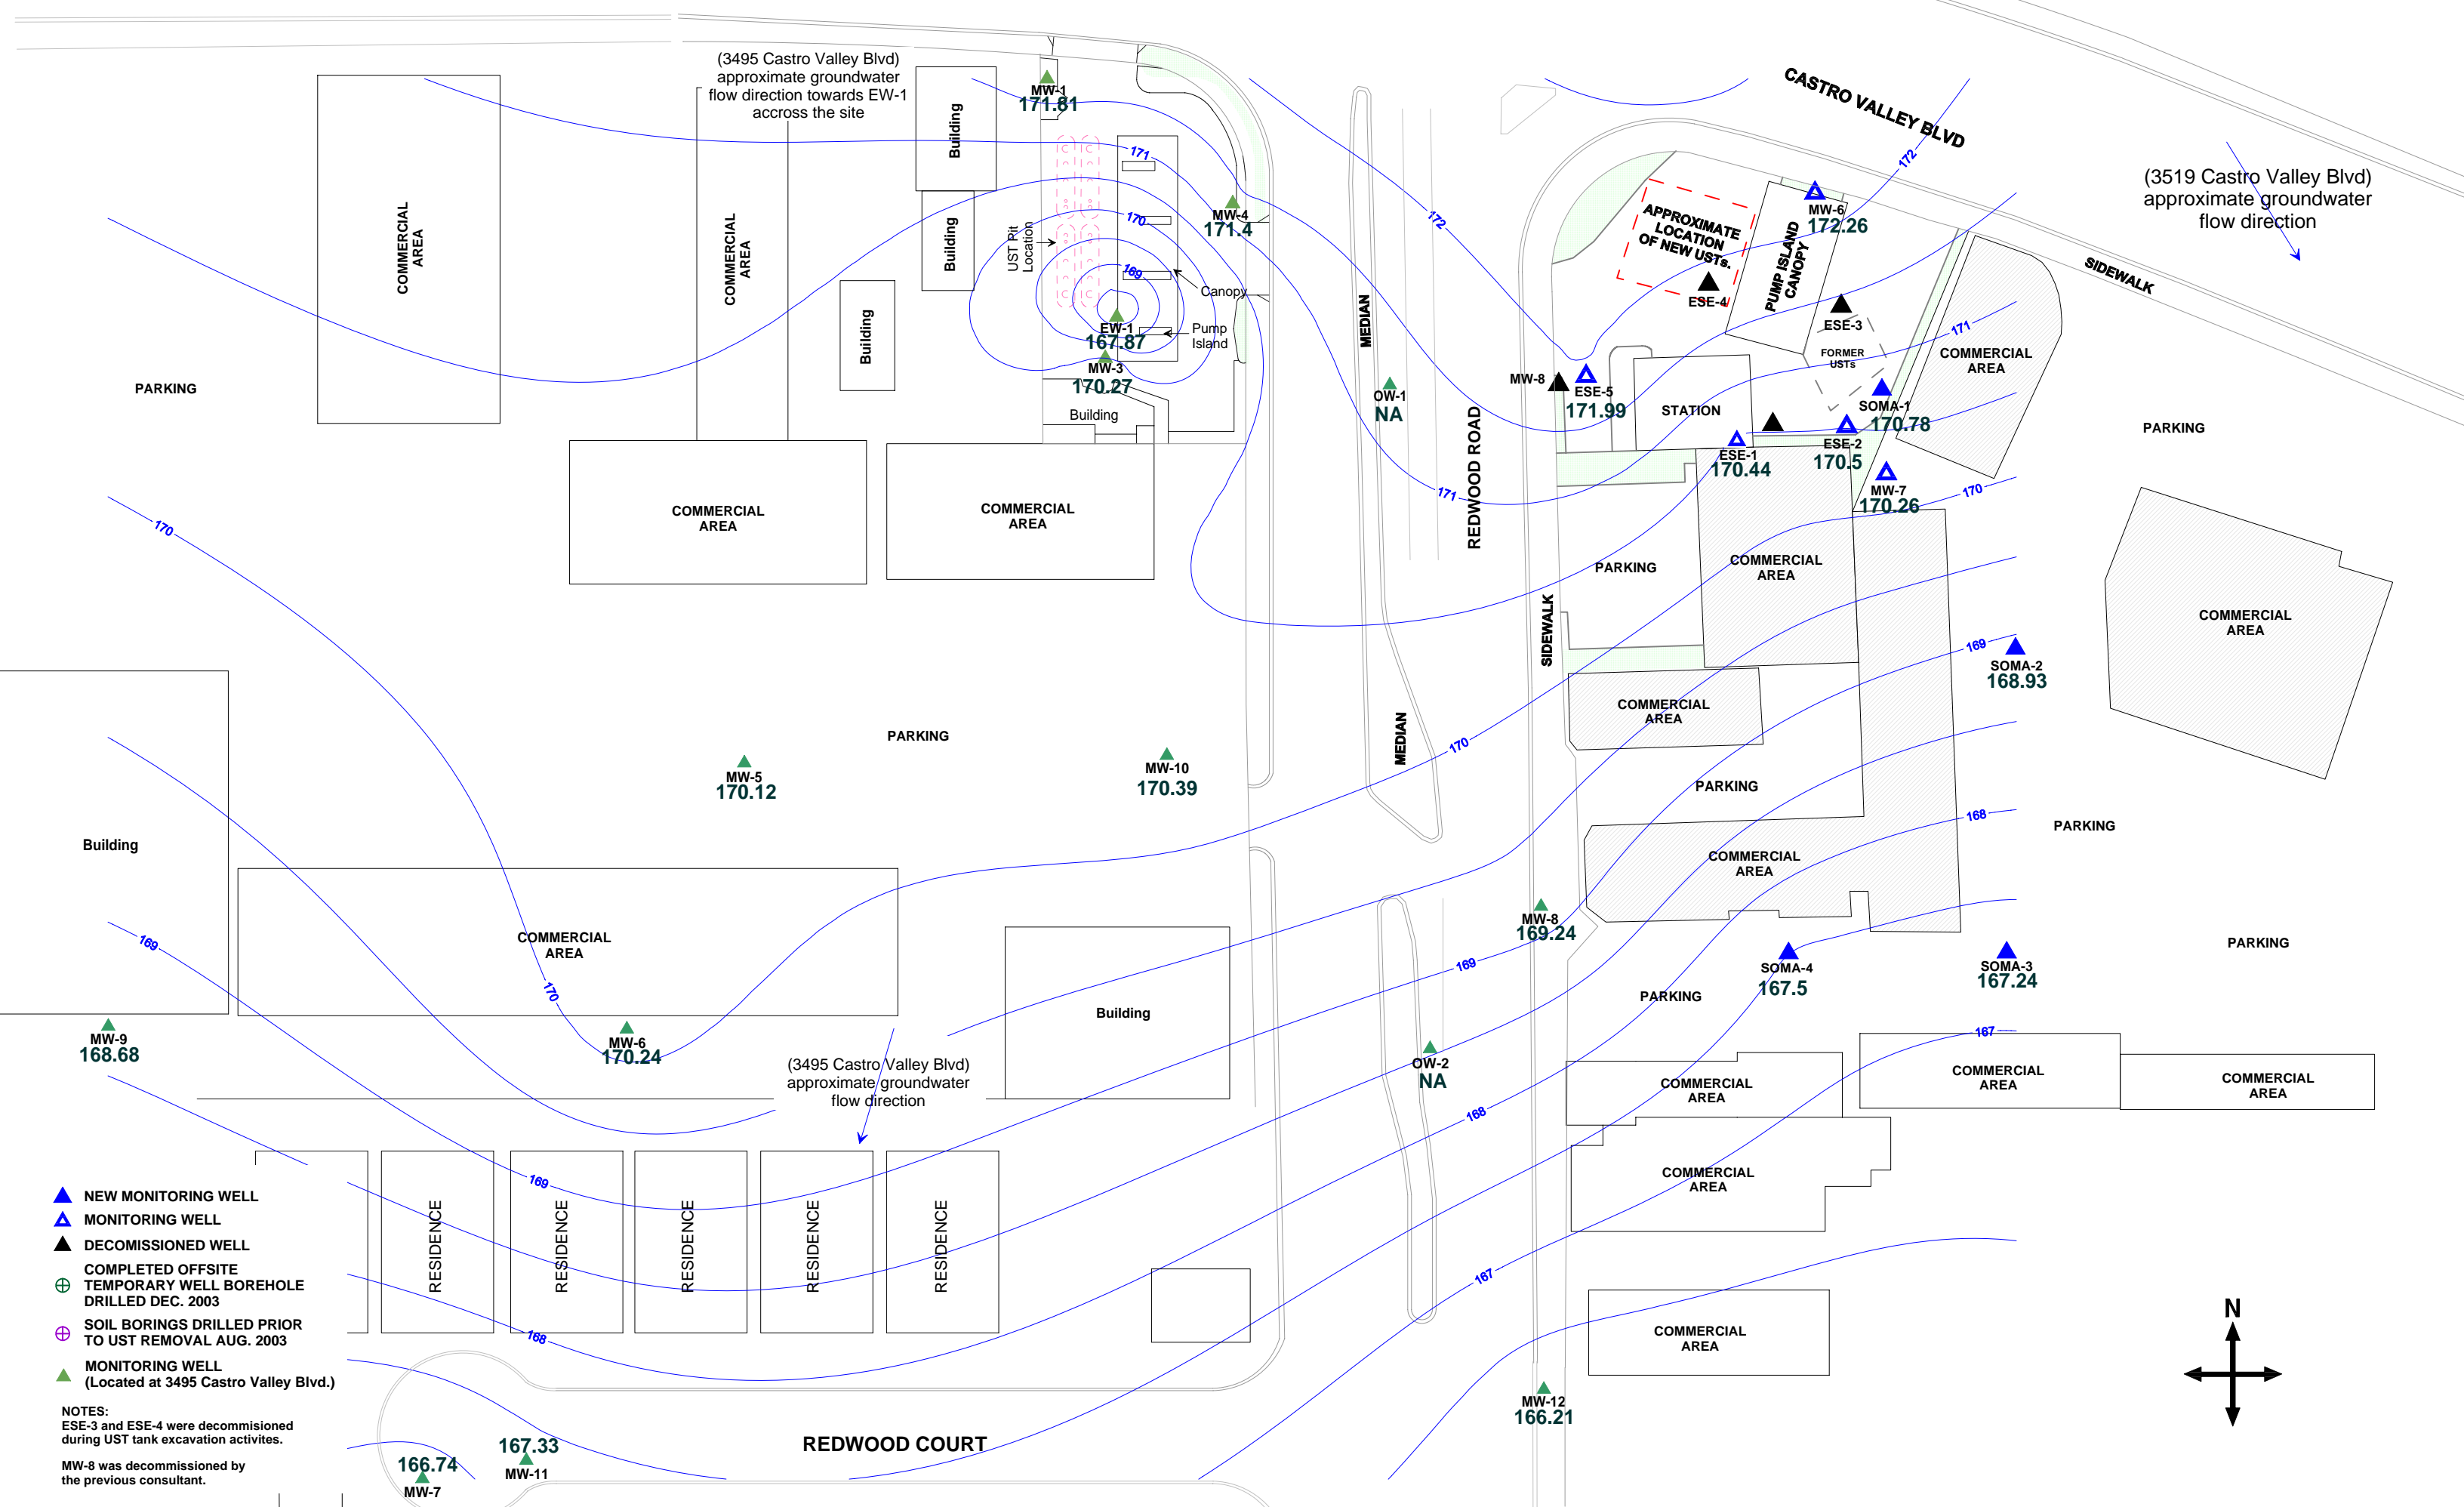 (3495 Castro Valley Blvd)
approximate groundwater
flow direction towards EW-1
accross the site
MW-1
171.81
CASTRO VALLEY BLVD
(3519 Castro Valley Blvd)
approximate groundwater
flow direction
SIDEWALK
COMMERCIAL
AREA
COMMERCIAL
AREA
Building
Building
Building
UST Pit
Location
171
170
169
172
172
MW-4
171.4
Canopy
Pump
Island
EW-1
167.87
MW-3
170.27
Building
MEDIAN
OW-1
NA
REDWOOD ROAD
APPROXIMATE
LOCATION
OF NEW USTs.
PUMP ISLAND
CANOPY
MW-6
172.26
ESE-4
ESE-3
FORMER
USTs
171
COMMERCIAL
AREA
MW-8
ESE-5
171.99
STATION
SOMA-1
170.78
ESE-2
170.5
ESE-1
170.44
MW-7
170.26
170
171
PARKING
PARKING
COMMERCIAL
AREA
COMMERCIAL
AREA
170
PARKING
COMMERCIAL
AREA
COMMERCIAL
AREA
SIDEWALK
169
SOMA-2
168.93
COMMERCIAL
AREA
MEDIAN
170
PARKING
MW-5
170.12
MW-10
170.39
PARKING
168
PARKING
COMMERCIAL
AREA
Building
COMMERCIAL
AREA
169
170
MW-8
169.24
169
SOMA-4
167.5
SOMA-3
167.24
PARKING
PARKING
Building
MW-9
168.68
MW-6
170.24
(3495 Castro Valley Blvd)
approximate groundwater
flow direction
OW-2
NA
167
COMMERCIAL
AREA
COMMERCIAL
AREA
COMMERCIAL
AREA
168
COMMERCIAL
AREA
169
RESIDENCE
RESIDENCE
RESIDENCE
RESIDENCE
RESIDENCE
167
168
COMMERCIAL
AREA
NEW MONITORING WELL
MONITORING WELL
DECOMISSIONED WELL
COMPLETED OFFSITE
TEMPORARY WELL BOREHOLE
DRILLED DEC. 2003
SOIL BORINGS DRILLED PRIOR
TO UST REMOVAL AUG. 2003
MONITORING WELL
(Located at 3495 Castro Valley Blvd.)
NOTES:
ESE-3 and ESE-4 were decommisioned
during UST tank excavation activites.
MW-8 was decommissioned by
the previous consultant.
166.74
MW-7
167.33
MW-11
REDWOOD COURT
MW-12
166.21
N